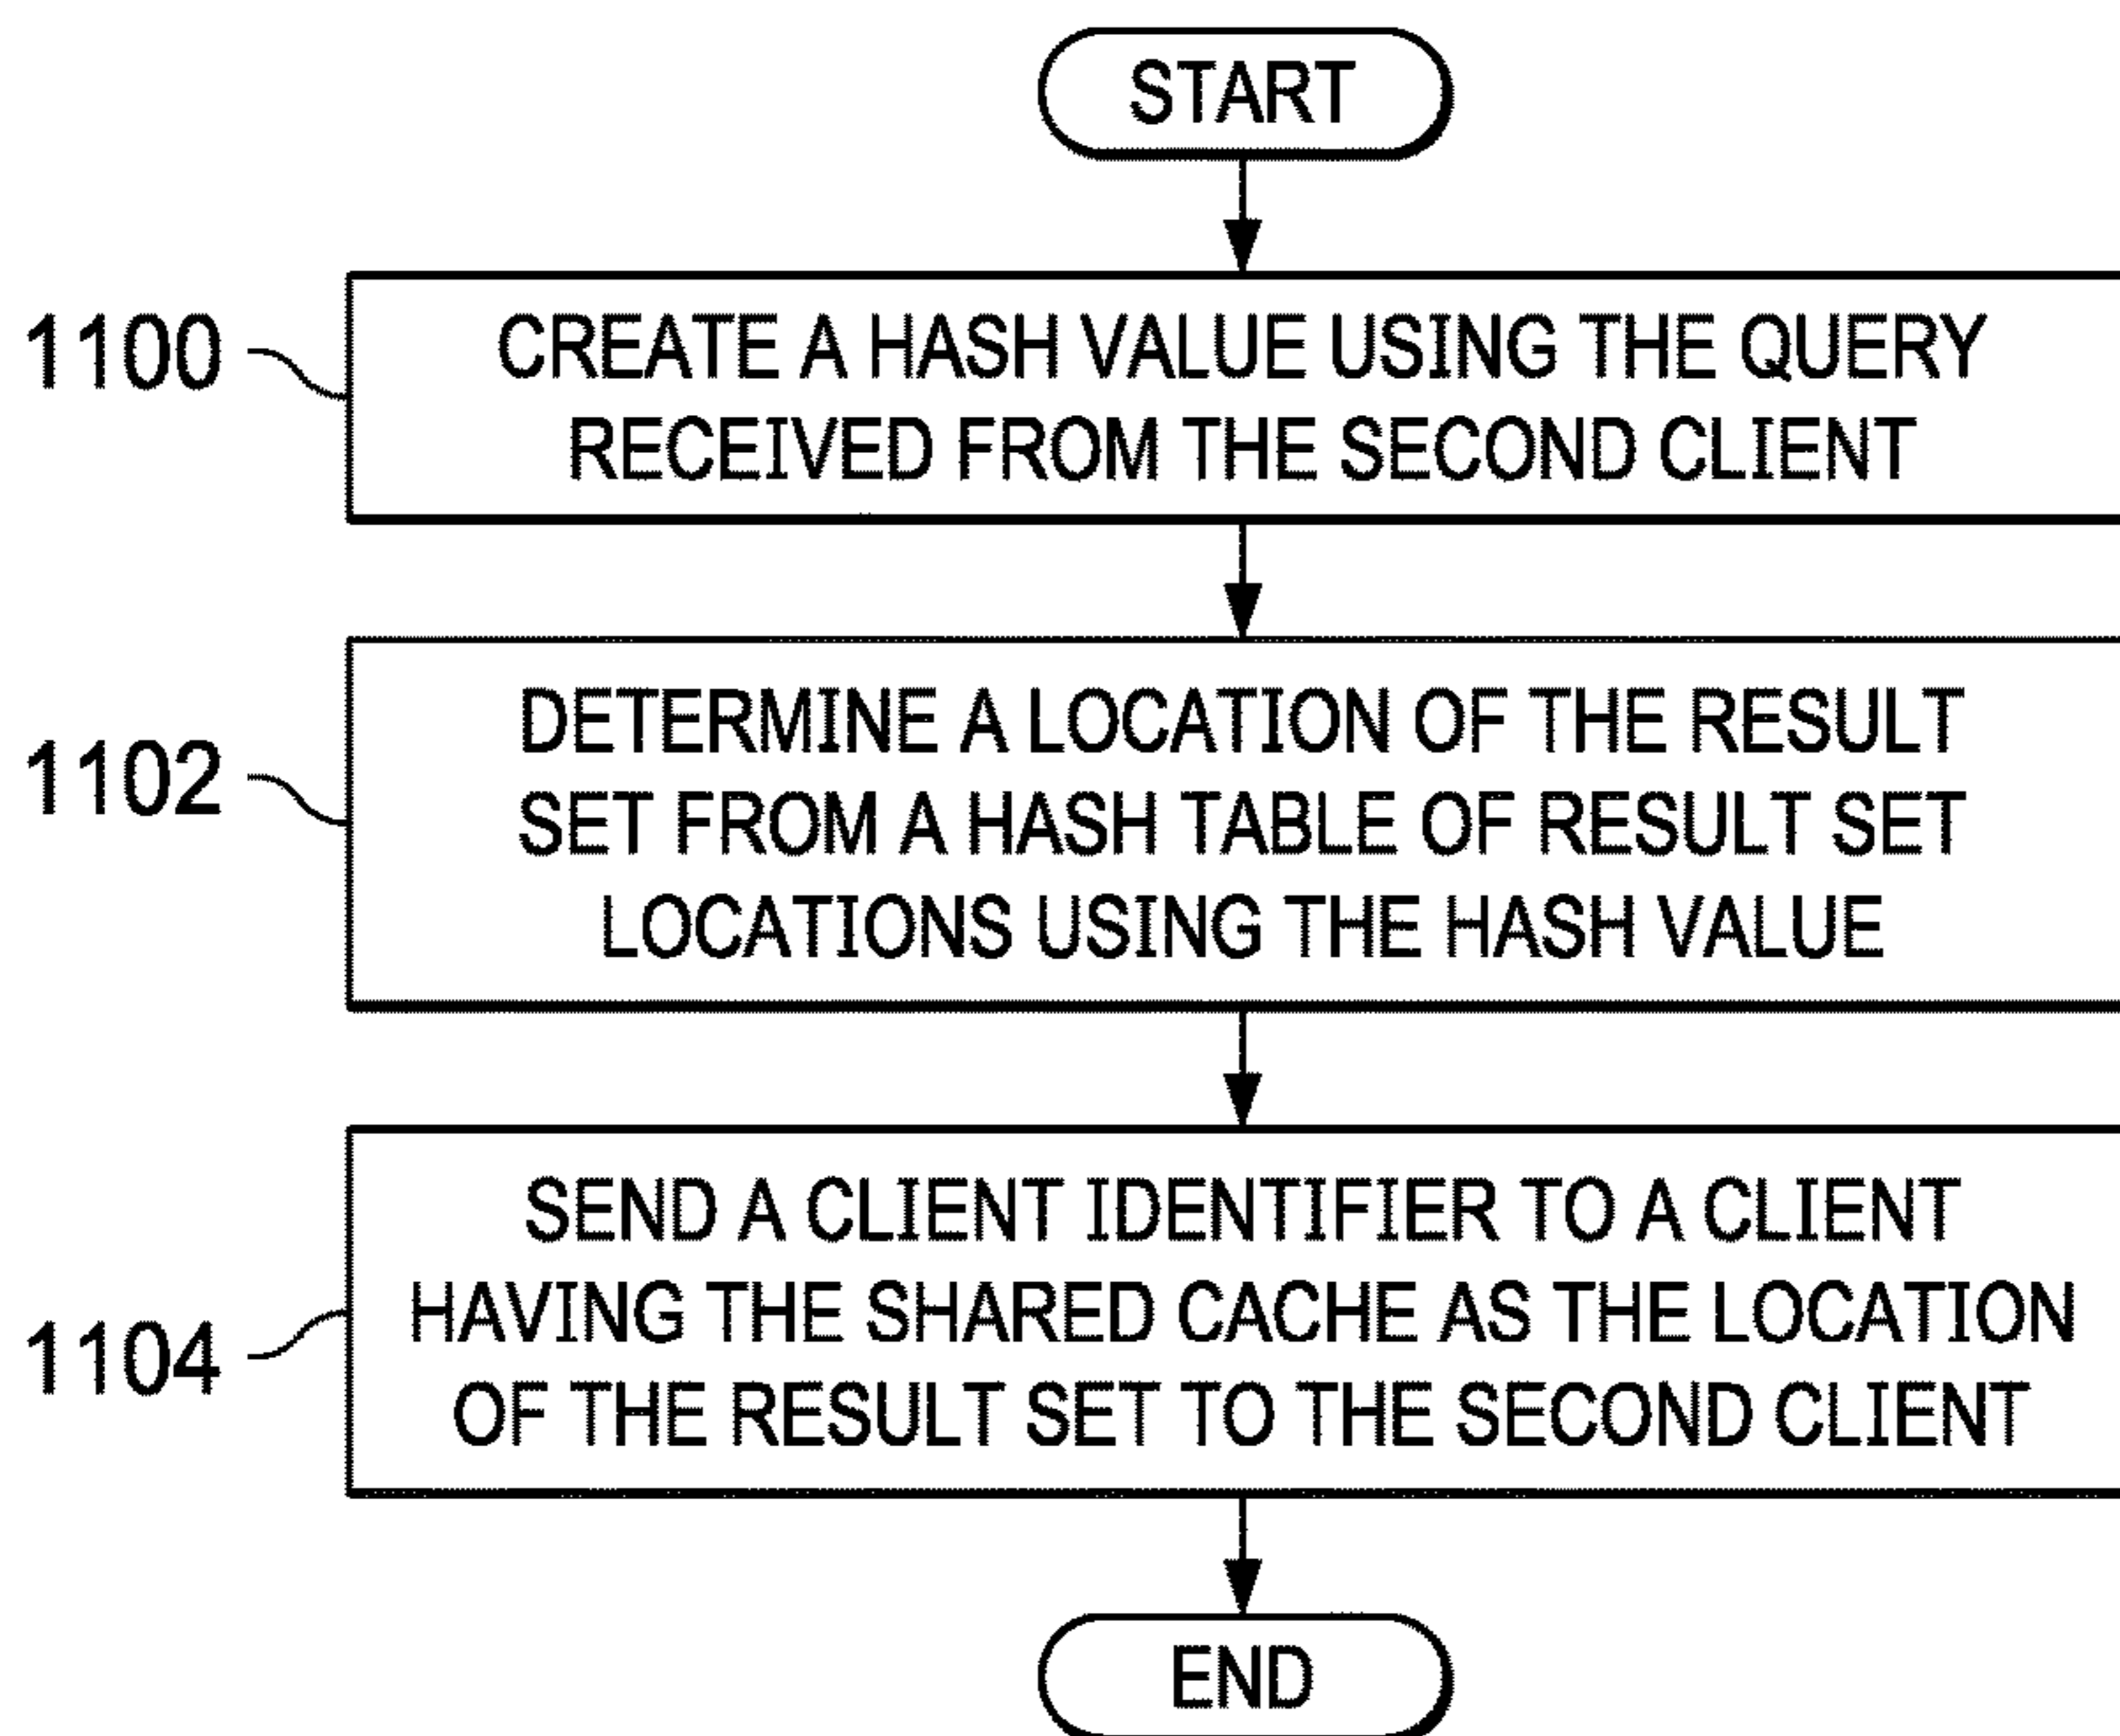 START
1100
CREATE A HASH VALUE USING THE QUERY
RECEIVED FROM THE SECOND CLIENT
1102
DETERMINE A LOCATION OF THE RESULT
SET FROM A HASH TABLE OF RESULT SET
LOCATIONS USING THE HASH VALUE
1104
SEND A CLIENT IDENTIFIER TO A CLIENT
HAVING THE SHARED CACHE AS THE LOCATION
OF THE RESULT SET TO THE SECOND CLIENT
END